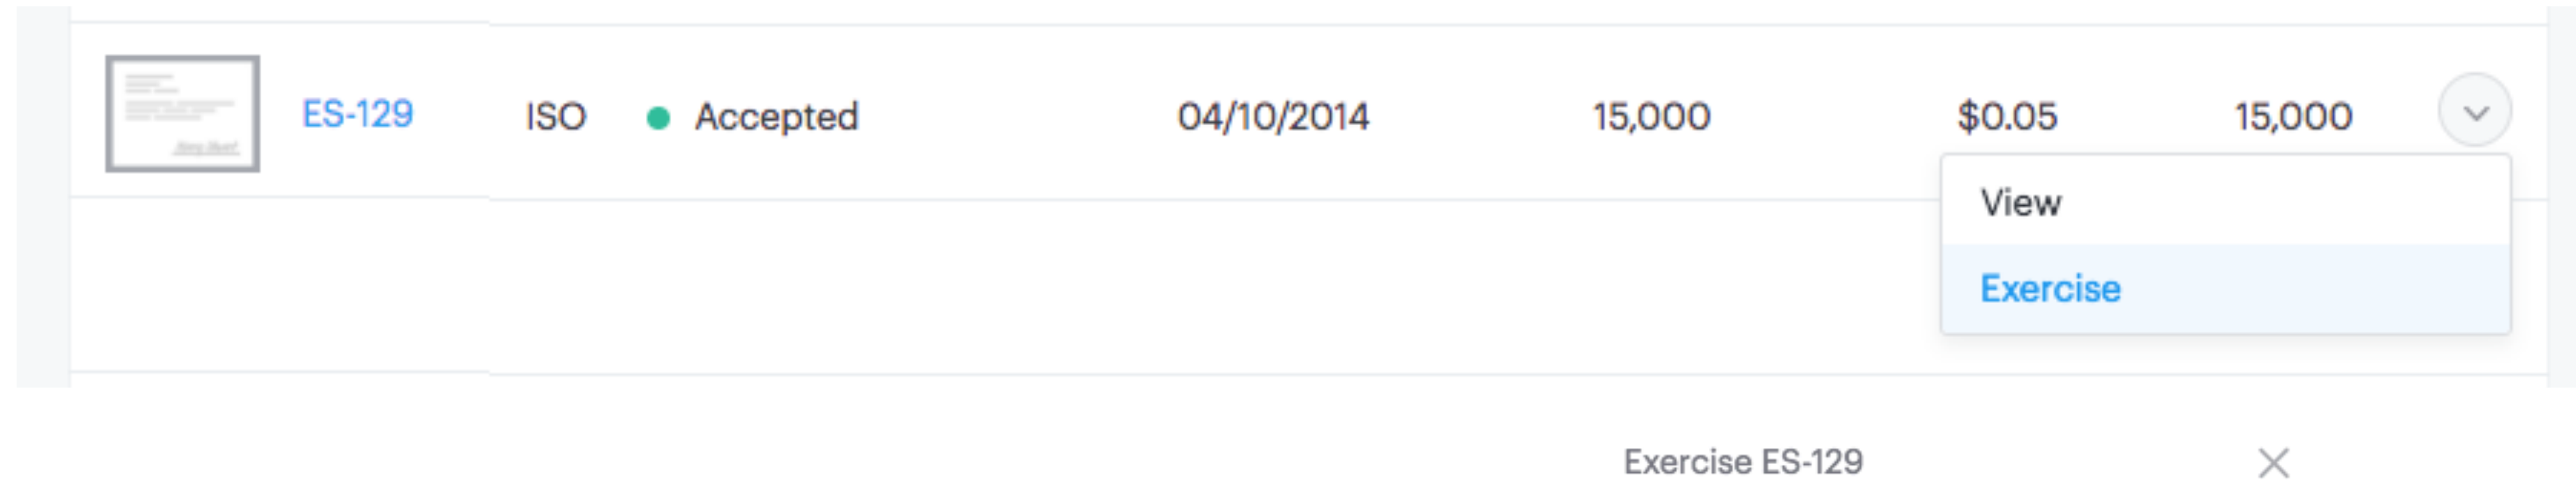 ES-129 ISO Accepted 04/10/2014 15,000 $0.05 15,000
View
Exercise
Exercise ES-129